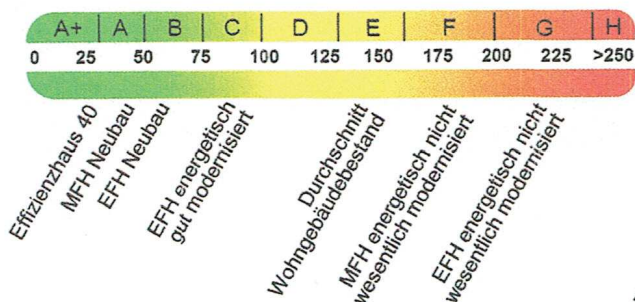 A+ A B C D E F G H
0 25 50 75 100 125 150 175 200 225 >250
Effizienzhaus 40
MFH Neubau
EFH Neubau
EFH energetisch
gut modernisiert
Durchschnitt
Wohngebäudebestand
MFH energetisch nicht
wesentlich modernisiert
EFH energetisch nicht
wesentlich modernisiert